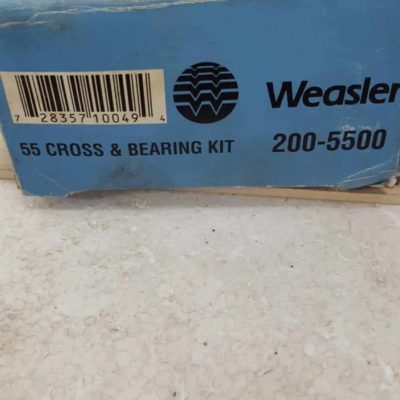 Weasler
7 28357 10049 4
55 CROSS & BEARING KIT 200-5500